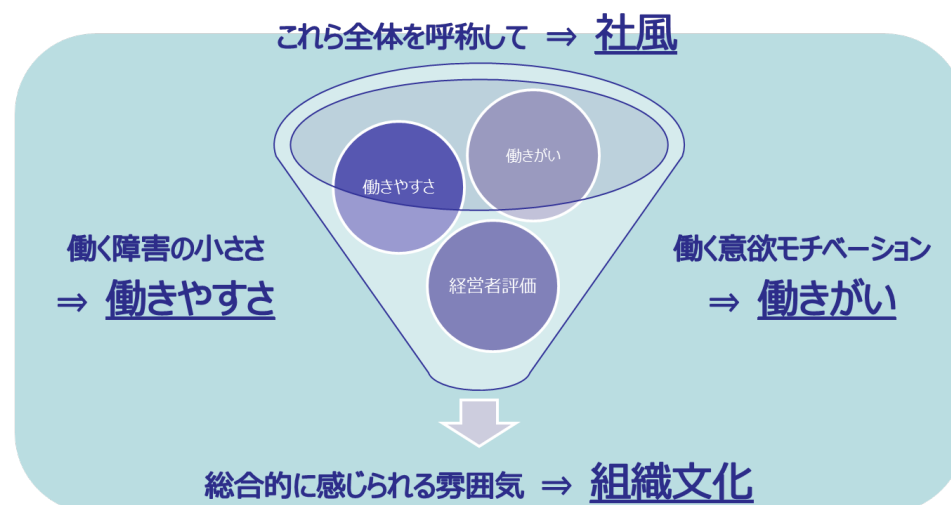 これら全体を呼称して ⇒ 社風
働きがい
働きやすさ
働く障害の小ささ
⇒ 働きやすさ
経営者評価
働く意欲モチベーション
⇒ 働きがい
総合的に感じられる雰囲気 ⇒ 組織文化